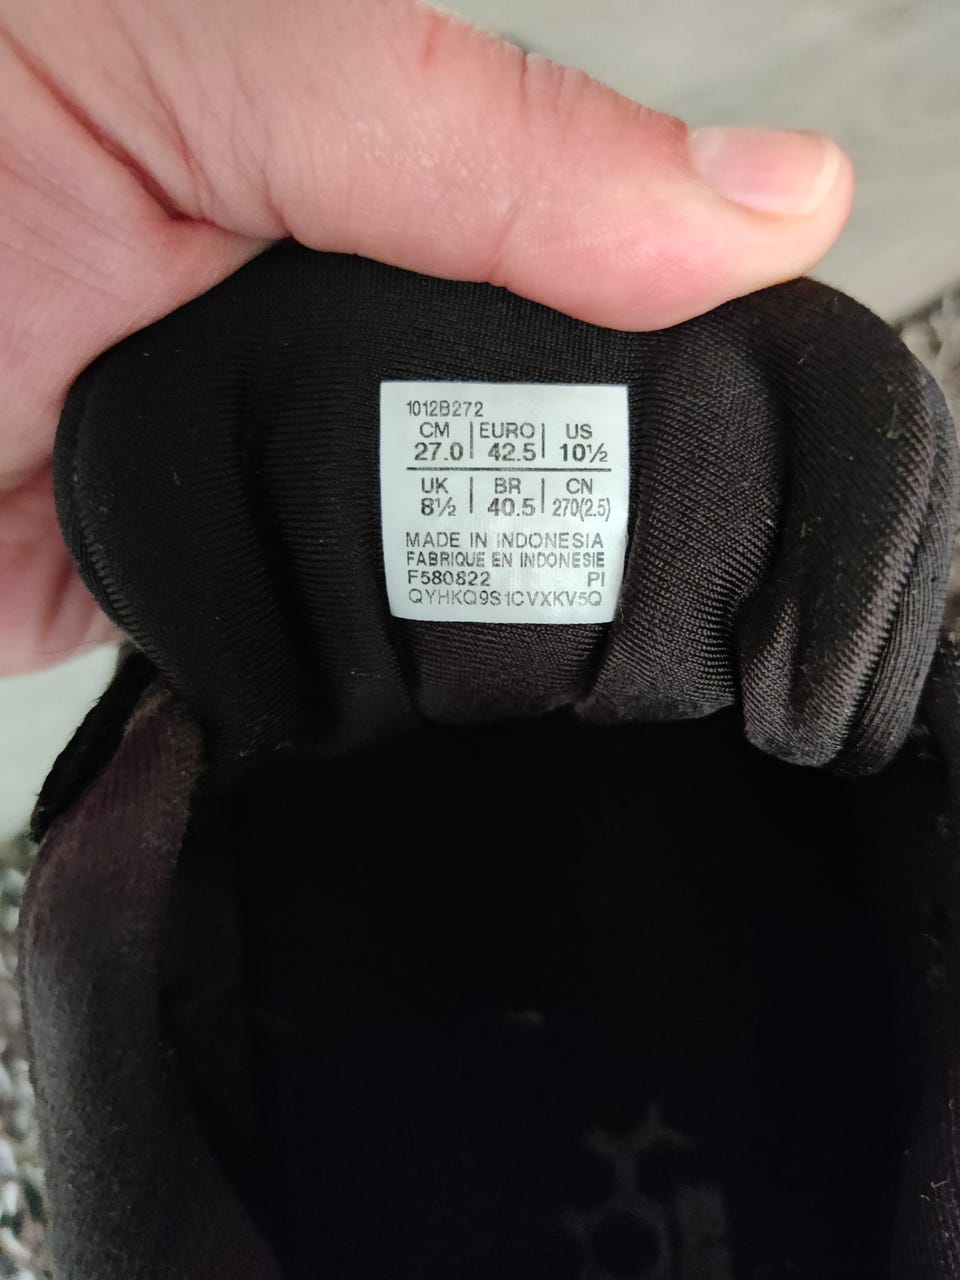 1012B272
CM | EURO | US
27.0 | 42.5 | 10½
UK | BR | CN
8½ | 40.5 | 270(2.5)
MADE IN INDONESIA
FABRIQUE EN INDONESIE
F580822 PI
QYHKQ9S1CVXKV5Q